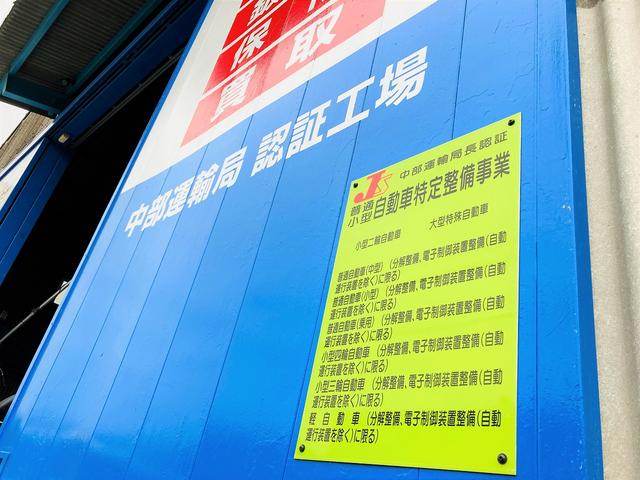 保
買取
中部運輸局 認証工場
JS 中部運輸局長認証
普通
小型
自動車特定整備事業
小型二輪自動車 大型特殊自動車
普通自動車(中型) (分解整備、電子制御装置整備(自動
運行装置を除く)に限る)
普通自動車(小型) (分解整備、電子制御装置整備(自動
運行装置を除く)に限る)
普通自動車(乗用) (分解整備、電子制御装置整備(自動
運行装置を除く)に限る)
小型四輪自動車 (分解整備、電子制御装置整備(自動
運行装置を除く)に限る)
小型三輪自動車 (分解整備、電子制御装置整備(自動
運行装置を除く)に限る)
軽自動車 (分解整備、電子制御装置整備(自動
運行装置を除く)に限る)